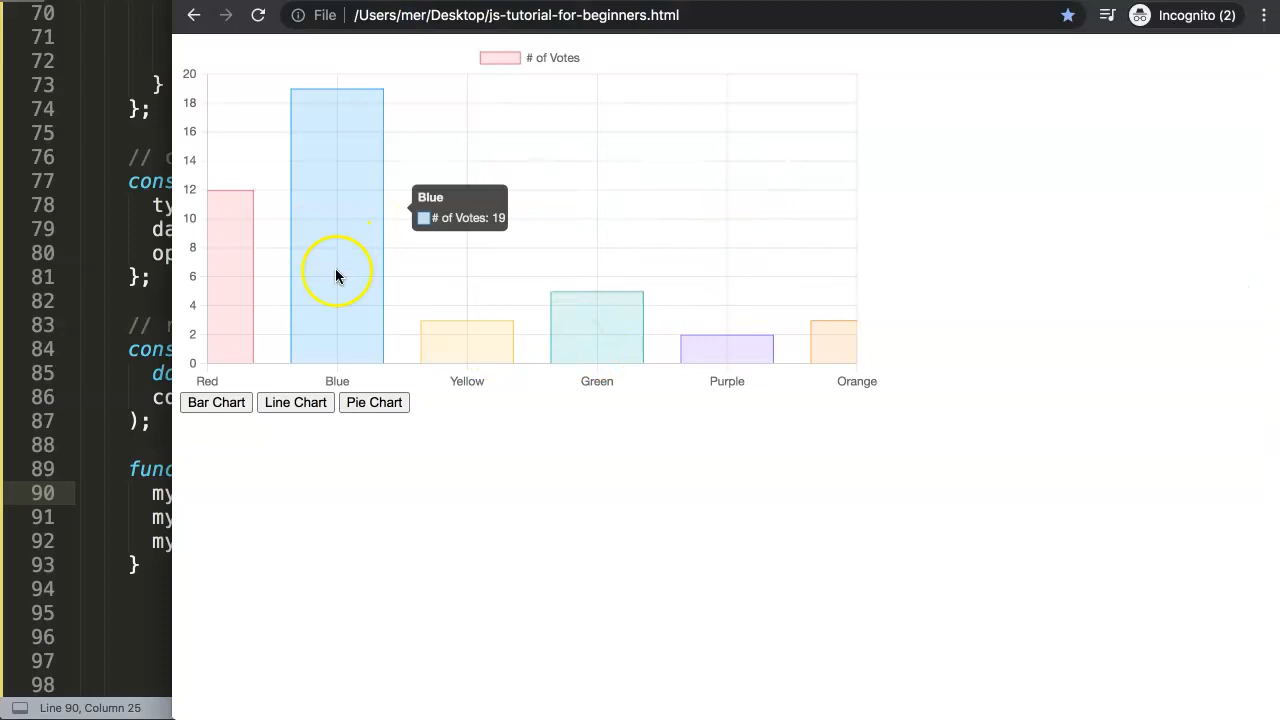 File /Users/mer/Desktop/js-tutorial-for-beginners.html Incognito (2)
# of Votes
20
18
16
14
12
10
8
6
4
2
0
Blue
# of Votes: 19
Red Blue Yellow Green Purple Orange
Bar Chart Line Chart Pie Chart
70
71
72
73 }
74 };
75
76 //
77 cons
78 ty
79 da
80 op
81 };
82
83 //
84 cons
85 do
86 co
87 );
88
89 func
90 my
91 my
92 my
93 }
94
95
96
97
98
Line 90, Column 25